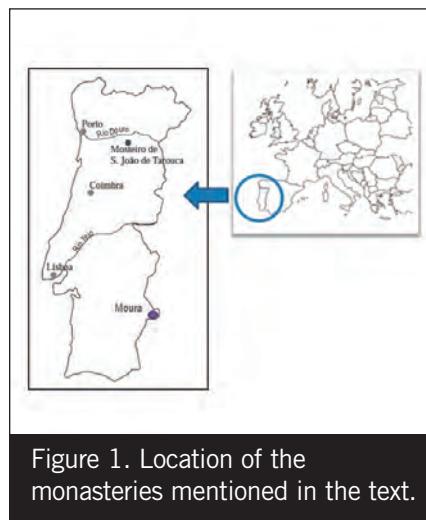 Porto
Rio Douro
Mosteiro de
S. João de Tarouca
Coimbra
Rio Tejo
Lisboa
Moura
Figure 1. Location of the
monasteries mentioned in the text.